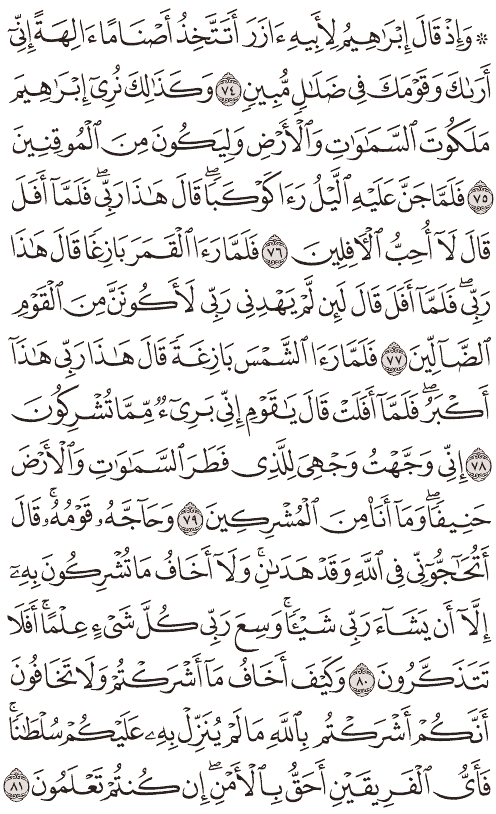 ۞ وَإِذْ قَالَ إِبْرَٰهِيمُ لِأَبِيهِ ءَازَرَ أَتَتَّخِذُ أَصْنَامًا ءَالِهَةً إِنِّىٓ
أَرَىٰكَ وَقَوْمَكَ فِى ضَلَٰلٍ مُّبِينٍ ٧٤ وَكَذَٰلِكَ نُرِىٓ إِبْرَٰهِيمَ
مَلَكُوتَ ٱلسَّمَٰوَٰتِ وَٱلْأَرْضِ وَلِيَكُونَ مِنَ ٱلْمُوقِنِينَ
٧٥ فَلَمَّا جَنَّ عَلَيْهِ ٱلَّيْلُ رَءَا كَوْكَبًا ۖ قَالَ هَٰذَا رَبِّى ۖ فَلَمَّآ أَفَلَ
قَالَ لَآ أُحِبُّ ٱلْءَافِلِينَ ٧٦ فَلَمَّا رَءَا ٱلْقَمَرَ بَازِغًا قَالَ هَٰذَا
رَبِّى ۖ فَلَمَّآ أَفَلَ قَالَ لَئِن لَّمْ يَهْدِنِى رَبِّى لَأَكُونَنَّ مِنَ ٱلْقَوْمِ
ٱلضَّآلِّينَ ٧٧ فَلَمَّا رَءَا ٱلشَّمْسَ بَازِغَةً قَالَ هَٰذَا رَبِّى هَٰذَآ
أَكْبَرُ ۖ فَلَمَّآ أَفَلَتْ قَالَ يَٰقَوْمِ إِنِّى بَرِىٓءٌ مِّمَّا تُشْرِكُونَ
٧٨ إِنِّى وَجَّهْتُ وَجْهِىَ لِلَّذِى فَطَرَ ٱلسَّمَٰوَٰتِ وَٱلْأَرْضَ
حَنِيفًا ۖ وَمَآ أَنَا۠ مِنَ ٱلْمُشْرِكِينَ ٧٩ وَحَآجَّهُۥ قَوْمُهُۥ ۚ قَالَ
أَتُحَٰٓجُّوٓنِّى فِى ٱللَّهِ وَقَدْ هَدَىٰنِ ۚ وَلَآ أَخَافُ مَا تُشْرِكُونَ بِهِۦٓ
إِلَّآ أَن يَشَآءَ رَبِّى شَيْـًٔا ۗ وَسِعَ رَبِّى كُلَّ شَىْءٍ عِلْمًا ۗ أَفَلَا
تَتَذَكَّرُونَ ٨٠ وَكَيْفَ أَخَافُ مَآ أَشْرَكْتُمْ وَلَا تَخَافُونَ
أَنَّكُمْ أَشْرَكْتُم بِٱللَّهِ مَا لَمْ يُنَزِّلْ بِهِۦ عَلَيْكُمْ سُلْطَٰنًا ۚ
فَأَىُّ ٱلْفَرِيقَيْنِ أَحَقُّ بِٱلْأَمْنِ ۖ إِن كُنتُمْ تَعْلَمُونَ ٨١